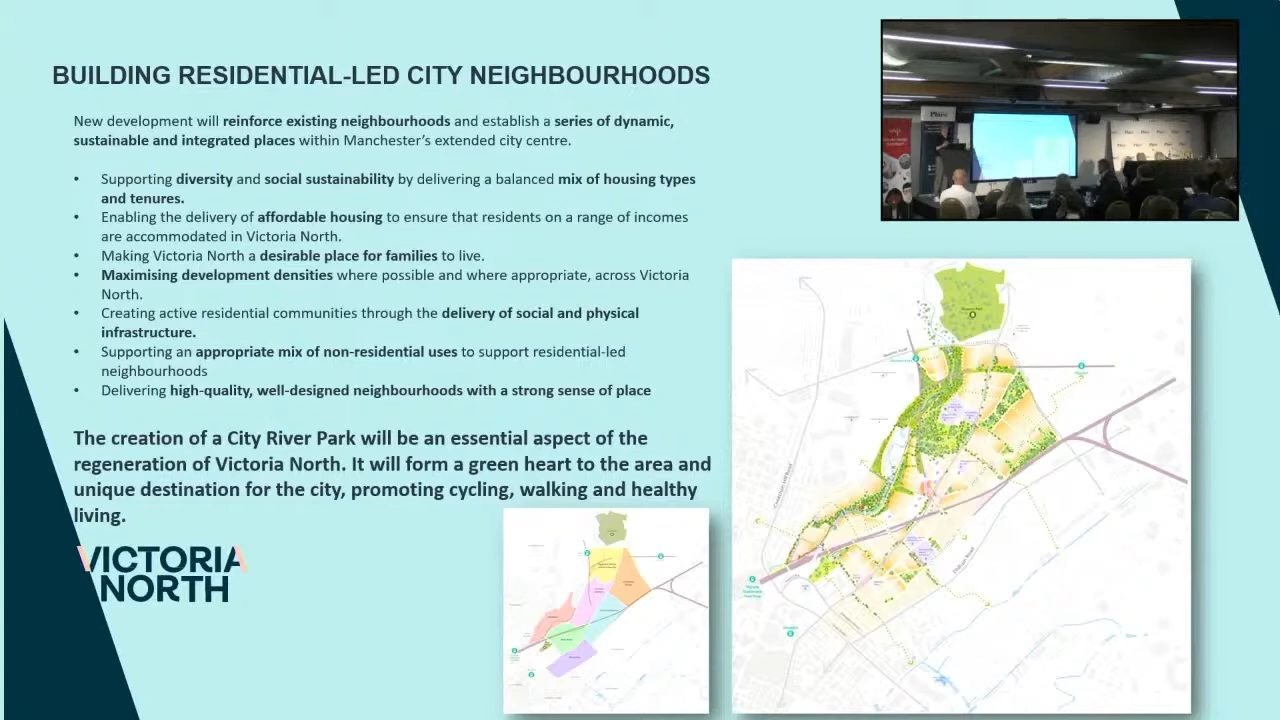 BUILDING RESIDENTIAL-LED CITY NEIGHBOURHOODS
New development will reinforce existing neighbourhoods and establish a series of dynamic,
sustainable and integrated places within Manchester's extended city centre.
• Supporting diversity and social sustainability by delivering a balanced mix of housing types
and tenures.
• Enabling the delivery of affordable housing to ensure that residents on a range of incomes
are accommodated in Victoria North.
• Making Victoria North a desirable place for families to live.
• Maximising development densities where possible and where appropriate, across Victoria
North.
• Creating active residential communities through the delivery of social and physical
infrastructure.
• Supporting an appropriate mix of non-residential uses to support residential-led
neighbourhoods
• Delivering high-quality, well-designed neighbourhoods with a strong sense of place
The creation of a City River Park will be an essential aspect of the
regeneration of Victoria North. It will form a green heart to the area and
unique destination for the city, promoting cycling, walking and healthy
living.
VICTORIA
NORTH
Place